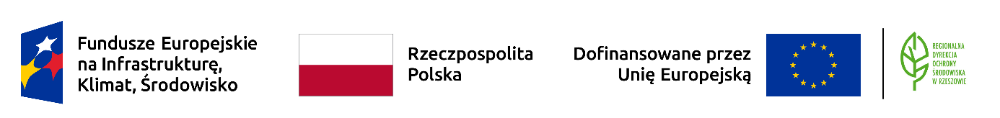 Fundusze Europejskie
na Infrastrukturę,
Klimat, Środowisko
Rzeczpospolita
Polska
Dofinansowane przez
Unię Europejską
REGIONALNA
DYREKCJA
OCHRONY
ŚRODOWISKA
W RZESZOWIE